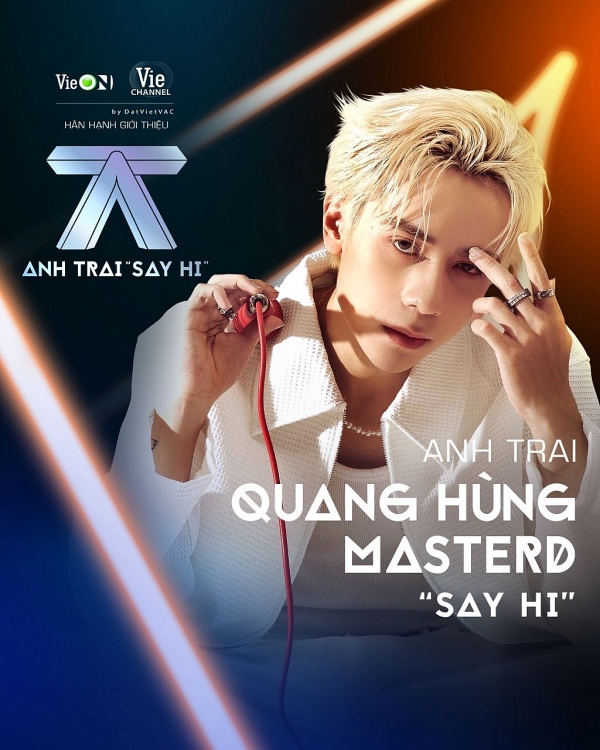 VieON
Vie
CHANNEL
by DatVietVAC
HÂN HẠNH GIỚI THIỆU
ANH TRAI "SAY HI"
ANH TRAI
QUANG HÙNG
MASTERD
"SAY HI"